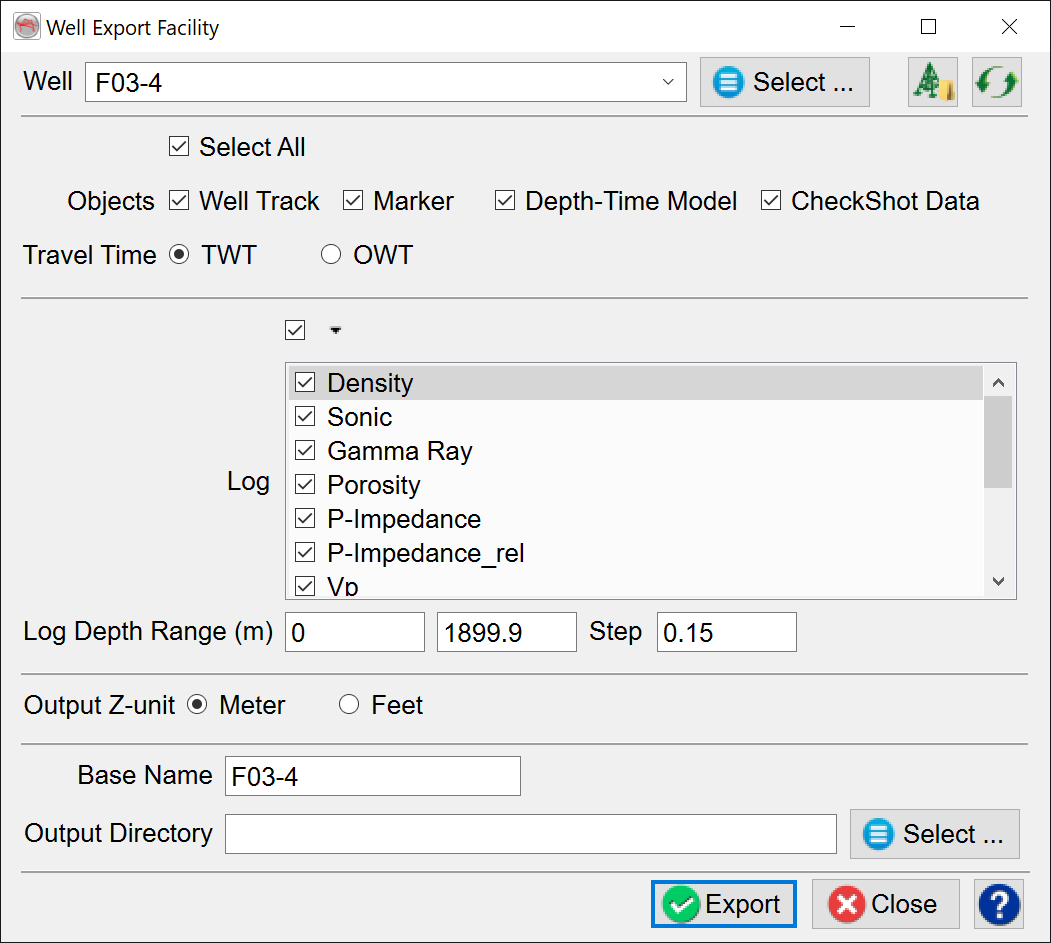 Well Export Facility
Well F03-4 Select ...
Select All
Objects Well Track Marker Depth-Time Model CheckShot Data
Travel Time TWT OWT
Density
Sonic
Gamma Ray
Log
Porosity
P-Impedance
P-Impedance_rel
Vp
Log Depth Range (m) 0 1899.9 Step 0.15
Output Z-unit Meter Feet
Base Name F03-4
Output Directory Select ...
Export Close ?